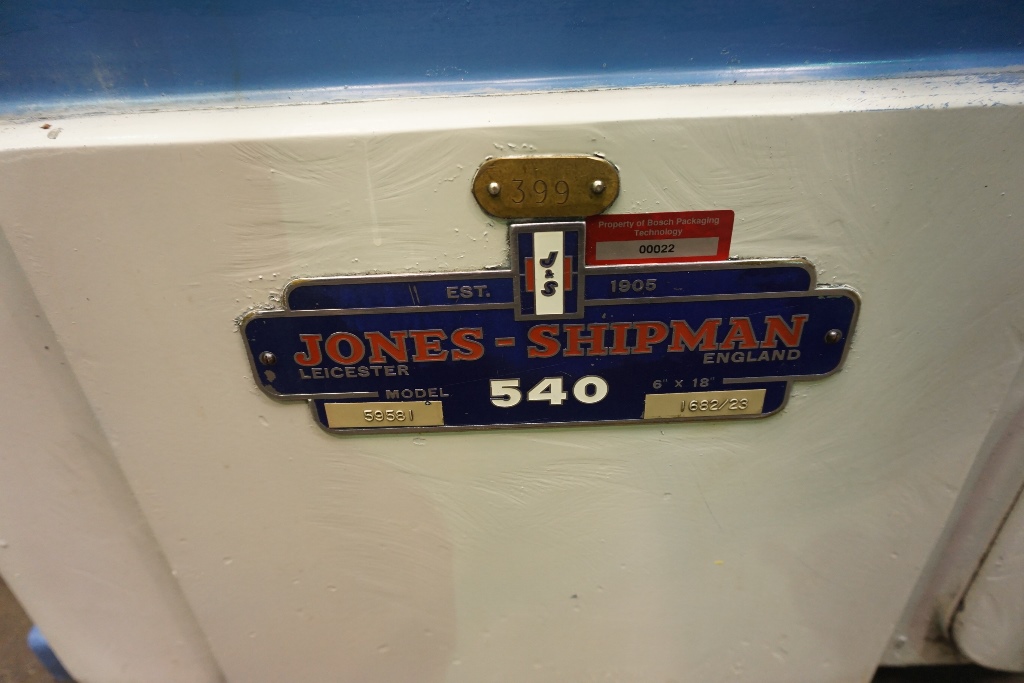 399
Property of Bosch Packaging
Technology
00022
J & S
EST. 1905
JONES - SHIPMAN
LEICESTER ENGLAND
MODEL 540 6" X 18"
59581 1682/23